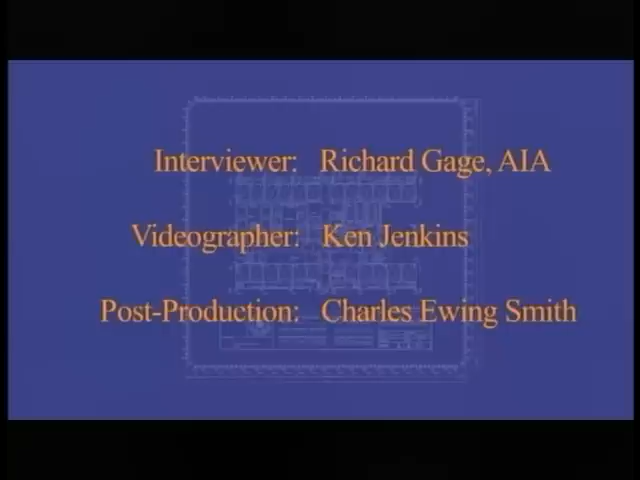 Interviewer: Richard Gage, AIA
Videographer: Ken Jenkins
Post-Production: Charles Ewing Smith